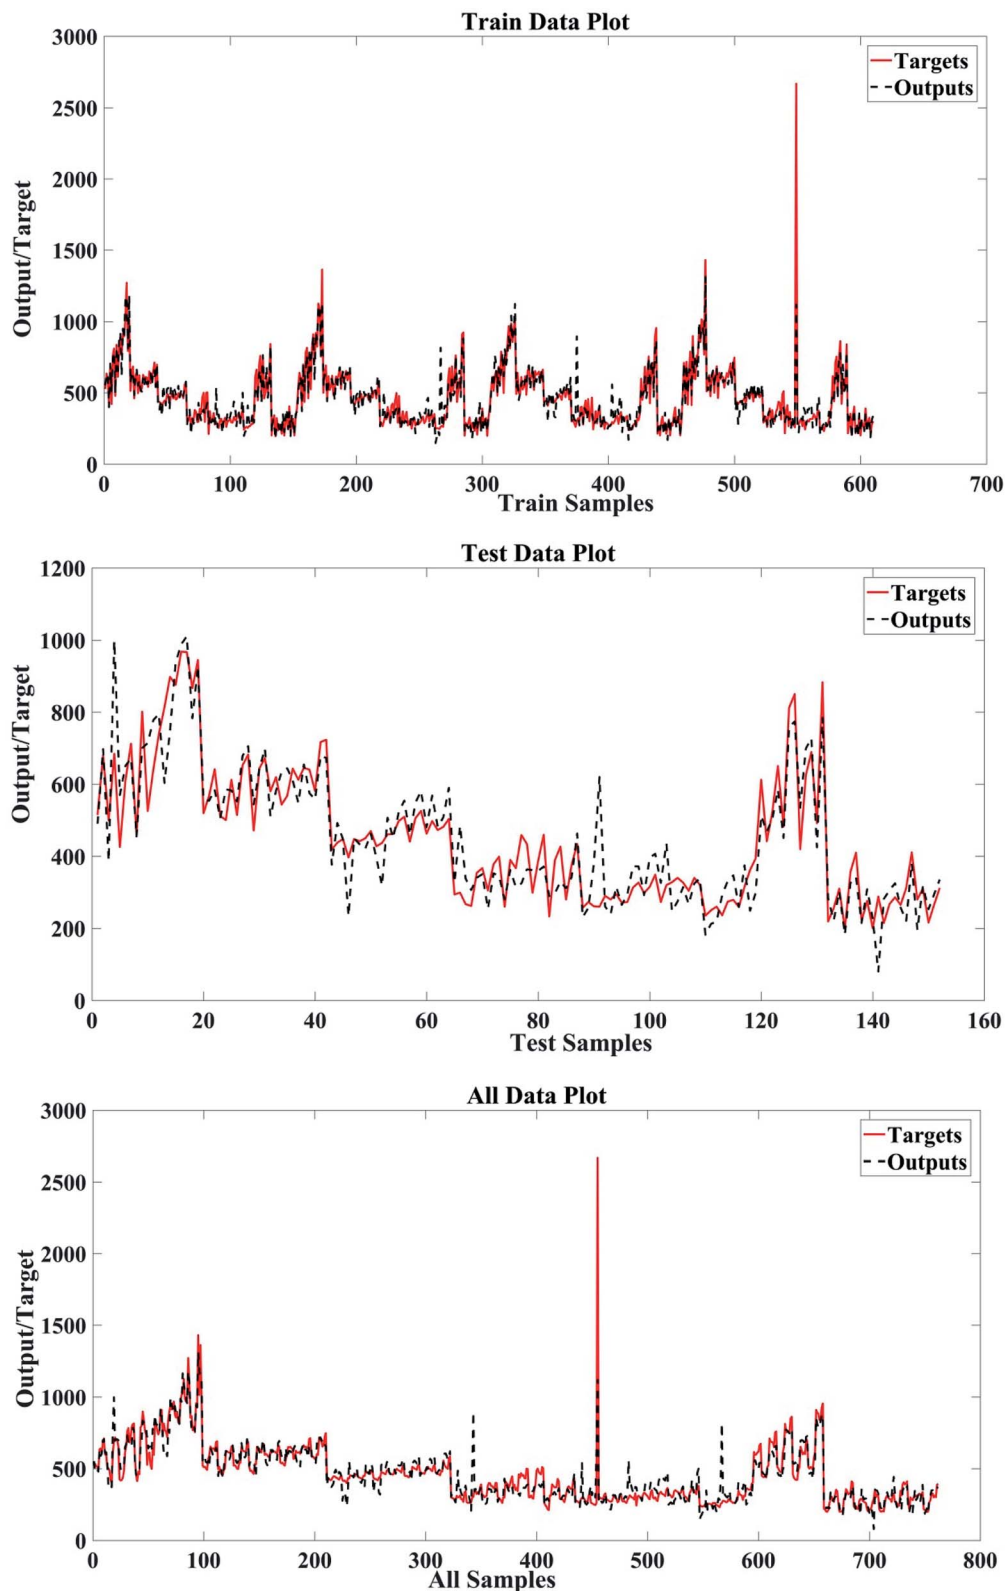 Train Data Plot
3000
2500
2000
1500
1000
500
0
Output/Target
Targets
Outputs
0 100 200 300 400 500 600 700
Train Samples
Test Data Plot
1200
1000
800
600
400
200
0
Output/Target
Targets
Outputs
0 20 40 60 80 100 120 140 160
Test Samples
All Data Plot
3000
2500
2000
1500
1000
500
0
Output/Target
Targets
Outputs
0 100 200 300 400 500 600 700 800
All Samples